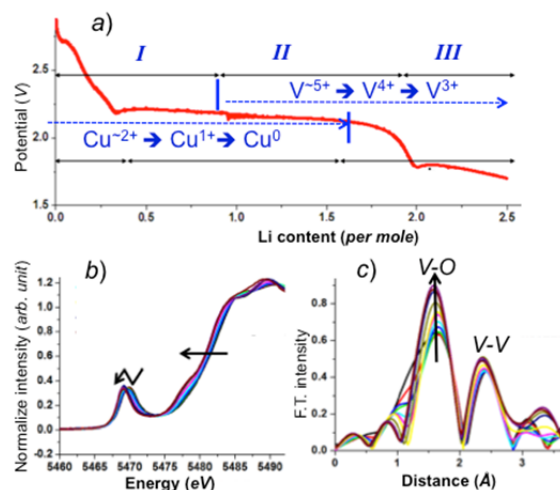 a)
I II III
V~5+ ➔ V4+ ➔ V3+
Cu~2+ ➔ Cu1+ ➔ Cu0
Potential (V)
2.5
2.0
1.5
0.0 0.5 1.0 1.5 2.0 2.5
Li content (per mole)
b)
Normalize intensity (arb. unit)
1.2
1.0
0.8
0.6
0.4
0.2
0.0
-0.2
5460 5465 5470 5475 5480 5485 5490
Energy (eV)
c)
V-O
V-V
F.T. intensity
0.8
0.6
0.4
0.2
0.0
0 1 2 3
Distance (Å)